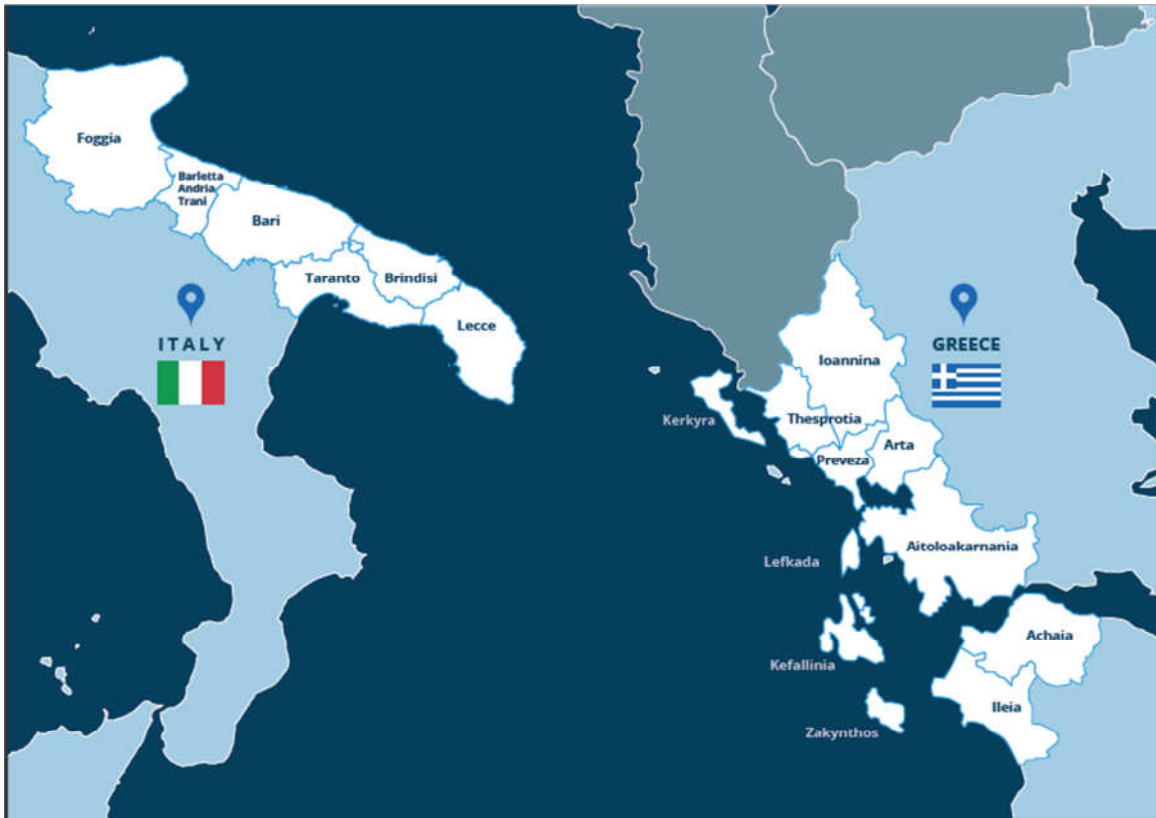 Foggia
Barletta
Andria
Trani
Bari
Taranto
Brindisi
Lecce
ITALY
GREECE
Ioannina
Kerkyra
Thesprotia
Arta
Preveza
Aitoloakarnania
Lefkada
Achaia
Kefallinia
Ileia
Zakynthos